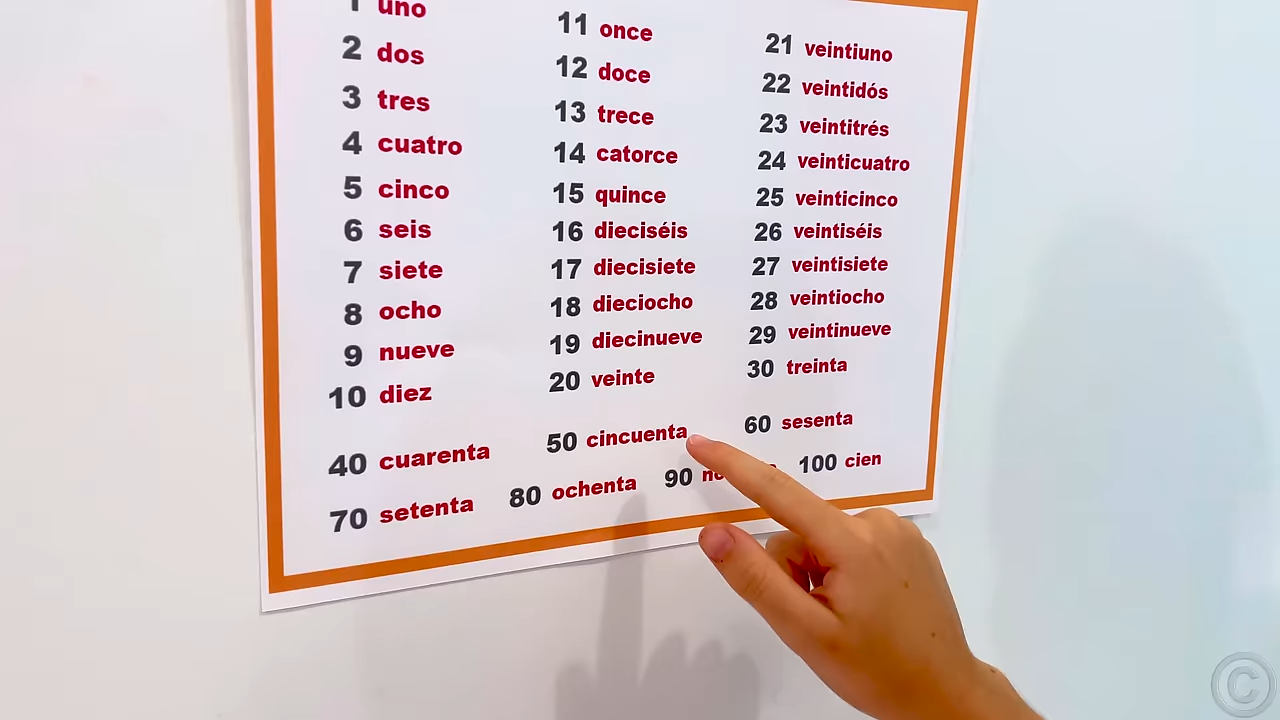 1 uno
2 dos
3 tres
4 cuatro
5 cinco
6 seis
7 siete
8 ocho
9 nueve
10 diez
11 once
12 doce
13 trece
14 catorce
15 quince
16 dieciséis
17 diecisiete
18 dieciocho
19 diecinueve
20 veinte
21 veintiuno
22 veintidós
23 veintitrés
24 veinticuatro
25 veinticinco
26 veintiséis
27 veintisiete
28 veintiocho
29 veintinueve
30 treinta
40 cuarenta 50 cincuenta 60 sesenta
70 setenta 80 ochenta 90 100 cien
©